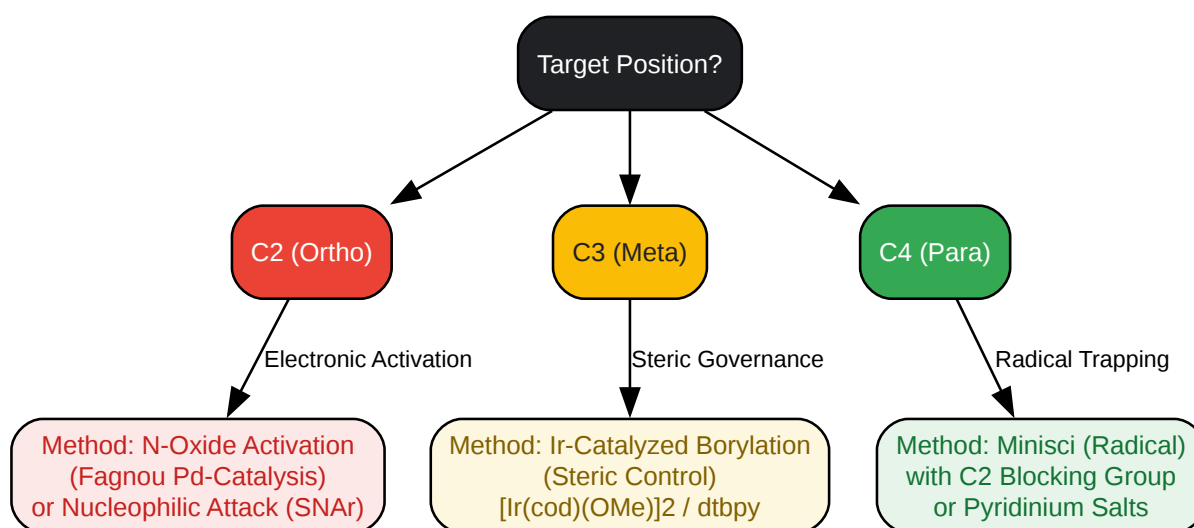 Target Position?
C2 (Ortho)
C3 (Meta)
C4 (Para)
Electronic Activation
Steric Governance
Radical Trapping
Method: N-Oxide Activation
(Fagnou Pd-Catalysis)
or Nucleophilic Attack (SNAr)
Method: Ir-Catalyzed Borylation
(Steric Control)
[Ir(cod)(OMe)]2 / dtbpy
Method: Minisci (Radical)
with C2 Blocking Group
or Pyridinium Salts